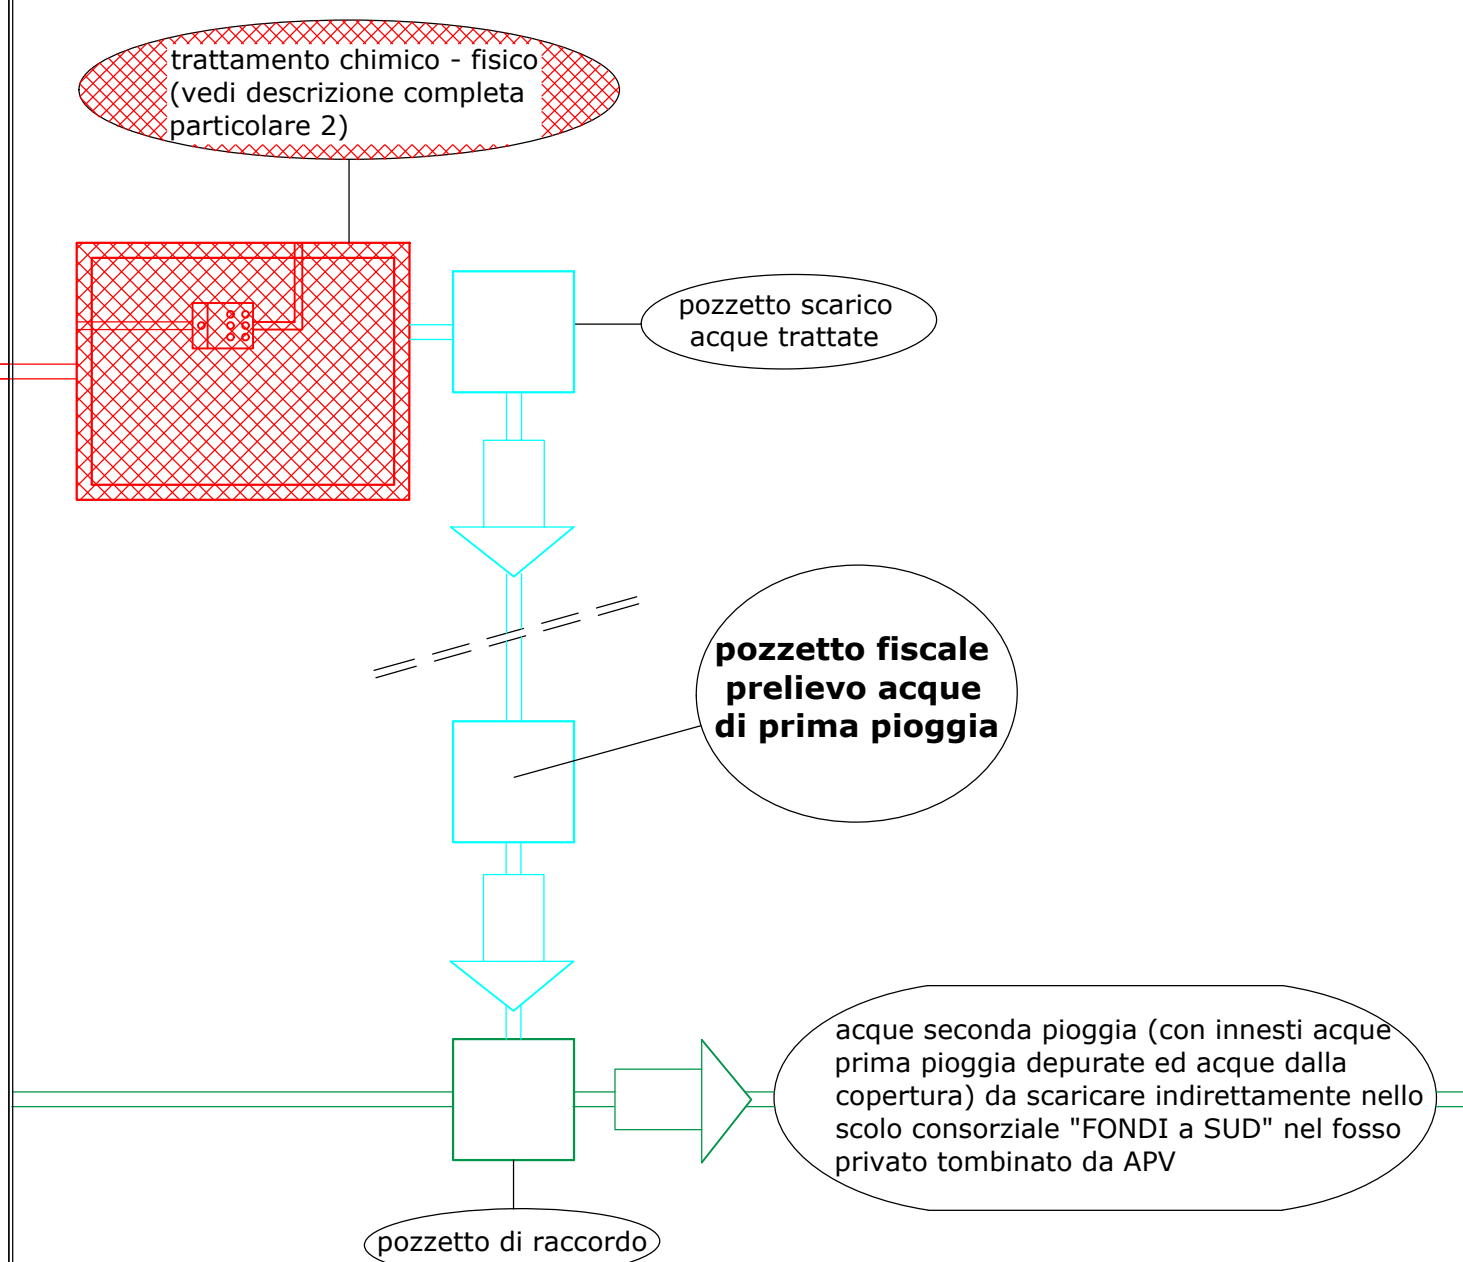 trattamento chimico - fisico
(vedi descrizione completa
particolare 2)
pozzetto scarico
acque trattate
pozzetto fiscale
prelievo acque
di prima pioggia
acque seconda pioggia (con innesti acque
prima pioggia depurate ed acque dalla
copertura) da scaricare indirettamente nello
scolo consorziale "FONDI a SUD" nel fosso
privato tombinato da APV
pozzetto di raccordo